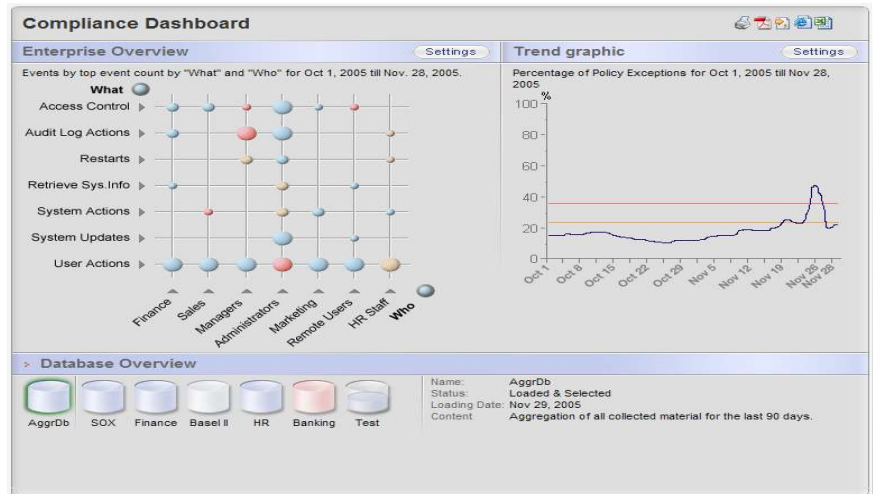 Compliance Dashboard
Enterprise Overview
Settings
Events by top event count by "What" and "Who" for Oct 1, 2005 till Nov. 28, 2005.
What
Access Control
Audit Log Actions
Restarts
Retrieve Sys.Info
System Actions
System Updates
User Actions
Finance
Sales
Managers
Administrators
Marketing
Remote Users
HR Staff
Who
Trend graphic
Settings
Percentage of Policy Exceptions for Oct 1, 2005 till Nov 28,
2005
%
100
80
60
40
20
0
Oct 1
Oct 8
Oct 15
Oct 22
Oct 29
Nov 5
Nov 12
Nov 19
Nov 26
Nov 28
Database Overview
AggrDb
SOX
Finance
Basel II
HR
Banking
Test
Name: AggrDb
Status: Loaded & Selected
Loading Date: Nov 29, 2005
Content Aggregation of all collected material for the last 90 days.